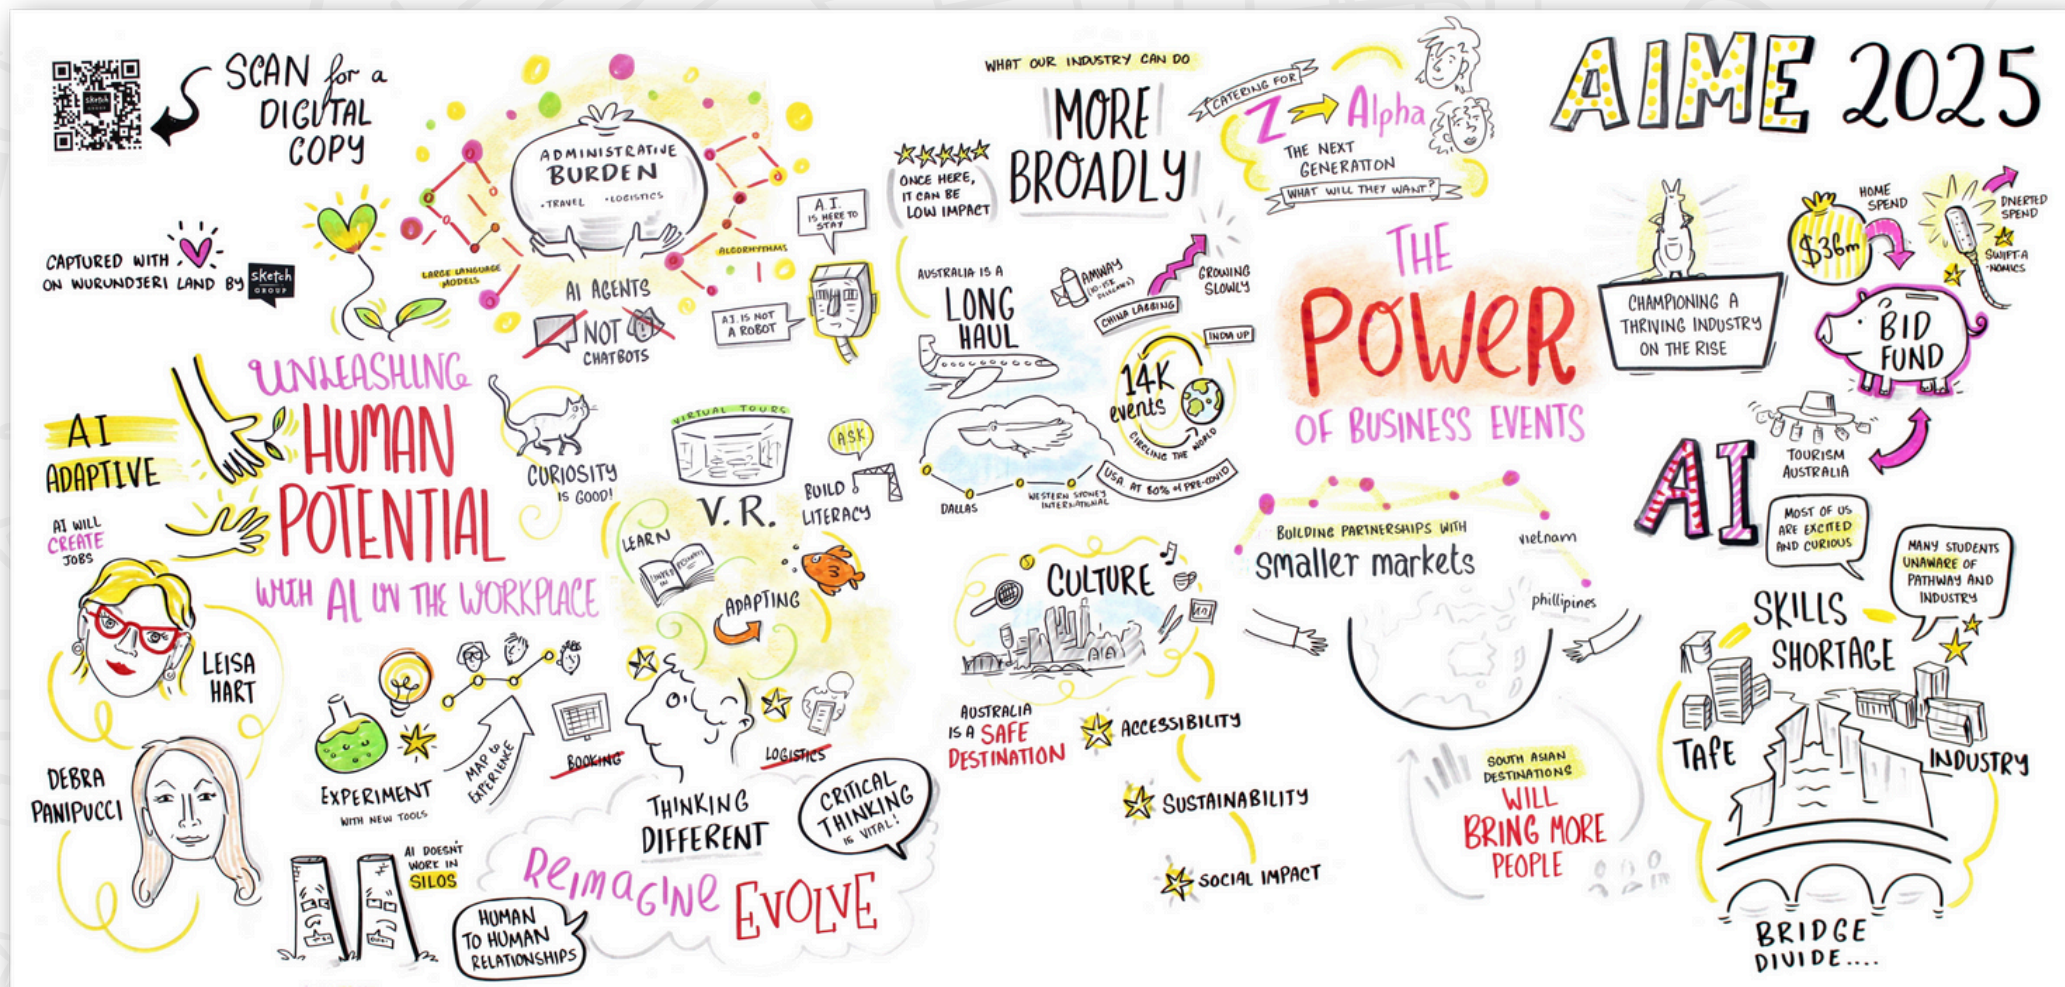 SCAN for a
DIGITAL
COPY
sketch
GROUP
CAPTURED WITH
ON WURUNDJERI LAND BY
sketch
GROUP
ADMINISTRATIVE
BURDEN
• TRAVEL • LOGISTICS
LARGE LANGUAGE
MODELS
ALGORHYTHMS
AI AGENTS
NOT
CHATBOTS
A.I.
IS HERE TO
STAY
A.I. IS NOT
A ROBOT
UNLEASHING
HUMAN
POTENTIAL
WITH AI IN THE WORKPLACE
AI
ADAPTIVE
AI WILL
CREATE
JOBS
LEISA
HART
DEBRA
PANIPUCCI
CURIOSITY
IS GOOD!
VIRTUAL TOURS
V.R.
ASK
BUILD
LITERACY
LEARN
ADAPTING
EXPERIMENT
WITH NEW TOOLS
MAP to
EXPERIENCE
BOOKING
LOGISTICS
THINKING
DIFFERENT
CRITICAL
THINKING
IS VITAL!
REIMAGINE
EVOLVE
AI DOESN'T
WORK IN
SILOS
HUMAN
TO HUMAN
RELATIONSHIPS
WHAT OUR INDUSTRY CAN DO
MORE
BROADLY
ONCE HERE,
IT CAN BE
LOW IMPACT
AUSTRALIA IS A
LONG
HAUL
AMWAY
CHINA LAGGING
GROWING
SLOWLY
INDIA UP
14K
events
CIRCLING THE WORLD
USA. AT 80% of PRE-COVID
DALLAS
WESTERN SYDNEY
INTERNATIONAL
CULTURE
AUSTRALIA
IS A SAFE
DESTINATION
ACCESSIBILITY
SUSTAINABILITY
SOCIAL IMPACT
CATERING FOR
Z Alpha
THE NEXT
GENERATION
WHAT WILL THEY WANT?
THE
POWER
OF BUSINESS EVENTS
BUILDING PARTNERSHIPS WITH
smaller markets
vietnam
phillipines
SOUTH ASIAN
DESTINATIONS
WILL
BRING MORE
PEOPLE
AIME 2025
CHAMPIONING A
THRIVING INDUSTRY
ON THE RISE
$36m
HOME
SPEND
DIVERTED
SPEND
SWIFT-A
-NOMICS
BID
FUND
TOURISM
AUSTRALIA
AI
MOST OF US
ARE EXCITED
AND CURIOUS
MANY STUDENTS
UNAWARE OF
PATHWAY AND
INDUSTRY
SKILLS
SHORTAGE
TAFE
INDUSTRY
BRIDGE
DIVIDE....